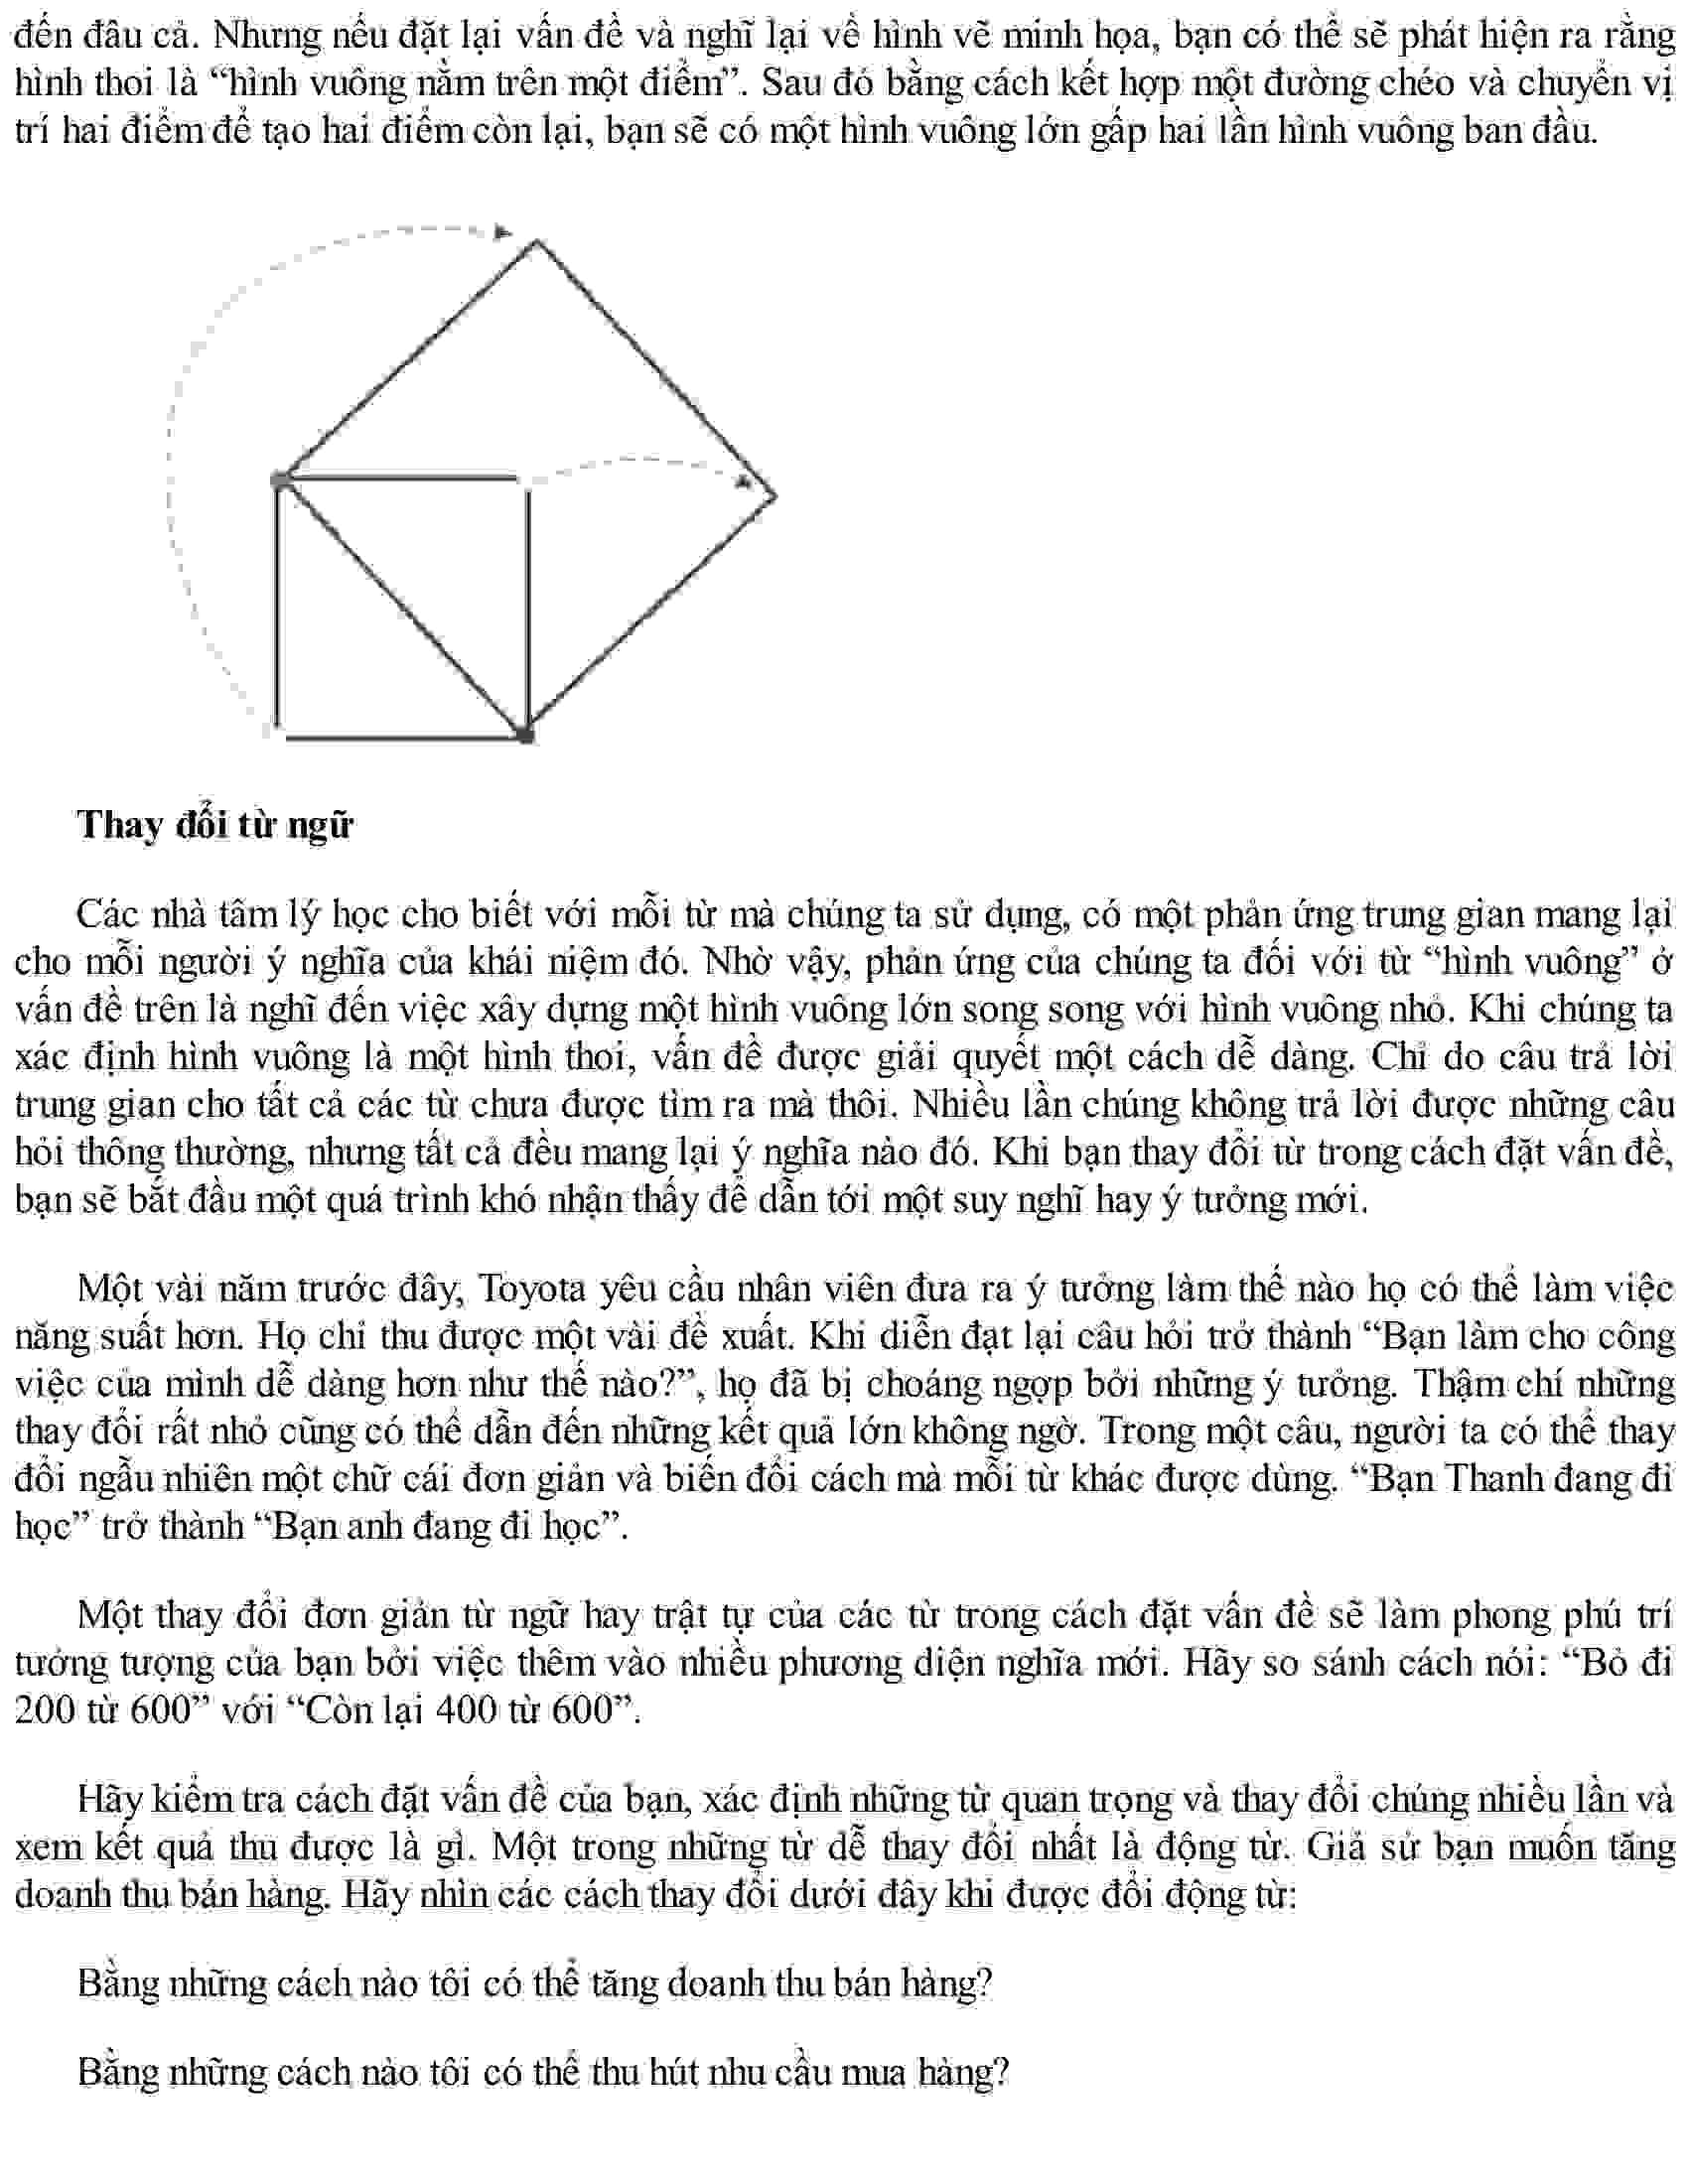 đến đâu cả. Nhưng nếu đặt lại vấn đề và nghĩ lại về hình vẽ minh họa, bạn có thể sẽ phát hiện ra rằng
hình thoi là “hình vuông nằm trên một điểm”. Sau đó bằng cách kết hợp một đường chéo và chuyển vị
trí hai điểm để tạo hai điểm còn lại, bạn sẽ có một hình vuông lớn gấp hai lần hình vuông ban đầu.
Thay đổi từ ngữ
Các nhà tâm lý học cho biết với mỗi từ mà chúng ta sử dụng, có một phản ứng trung gian mang lại
cho mỗi người ý nghĩa của khái niệm đó. Nhờ vậy, phản ứng của chúng ta đối với từ “hình vuông” ở
vấn đề trên là nghĩ đến việc xây dựng một hình vuông lớn song song với hình vuông nhỏ. Khi chúng ta
xác định hình vuông là một hình thoi, vấn đề được giải quyết một cách dễ dàng. Chỉ do câu trả lời
trung gian cho tất cả các từ chưa được tìm ra mà thôi. Nhiều lần chúng không trả lời được những câu
hỏi thông thường, nhưng tất cả đều mang lại ý nghĩa nào đó. Khi bạn thay đổi từ trong cách đặt vấn đề,
bạn sẽ bắt đầu một quá trình khó nhận thấy để dẫn tới một suy nghĩ hay ý tưởng mới.
Một vài năm trước đây, Toyota yêu cầu nhân viên đưa ra ý tưởng làm thế nào họ có thể làm việc
năng suất hơn. Họ chỉ thu được một vài đề xuất. Khi diễn đạt lại câu hỏi trở thành “Bạn làm cho công
việc của mình dễ dàng hơn như thế nào?”, họ đã bị choáng ngợp bởi những ý tưởng. Thậm chí những
thay đổi rất nhỏ cũng có thể dẫn đến những kết quả lớn không ngờ. Trong một câu, người ta có thể thay
đổi ngẫu nhiên một chữ cái đơn giản và biến đổi cách mà mỗi từ khác được dùng. “Bạn Thanh đang đi
học” trở thành “Bạn anh đang đi học”.
Một thay đổi đơn giản từ ngữ hay trật tự của các từ trong cách đặt vấn đề sẽ làm phong phú trí
tưởng tượng của bạn bởi việc thêm vào nhiều phương diện nghĩa mới. Hãy so sánh cách nói: “Bỏ đi
200 từ 600” với “Còn lại 400 từ 600”.
Hãy kiểm tra cách đặt vấn đề của bạn, xác định những từ quan trọng và thay đổi chúng nhiều lần và
xem kết quả thu được là gì. Một trong những từ dễ thay đổi nhất là động từ. Giả sử bạn muốn tăng
doanh thu bán hàng. Hãy nhìn các cách thay đổi dưới đây khi được đổi động từ:
Bằng những cách nào tôi có thể tăng doanh thu bán hàng?
Bằng những cách nào tôi có thể thu hút nhu cầu mua hàng?